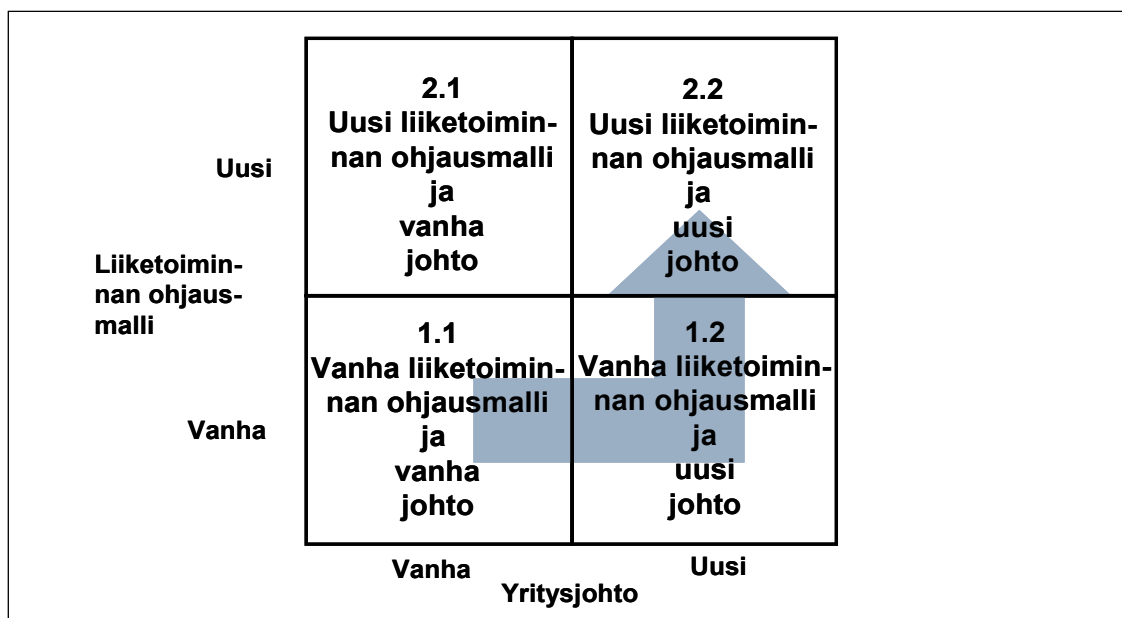 2.1
Uusi liiketoimin-
nan ohjausmalli
ja
vanha
johto
2.2
Uusi liiketoimin-
nan ohjausmalli
ja
uusi
johto
Uusi
Liiketoimin-
nan ohjaus-
malli
1.1
Vanha liiketoimin-
nan ohjausmalli
ja
vanha
johto
1.2
Vanha liiketoimin-
nan ohjausmalli
ja
uusi
johto
Vanha
Vanha
Uusi
Yritysjohto